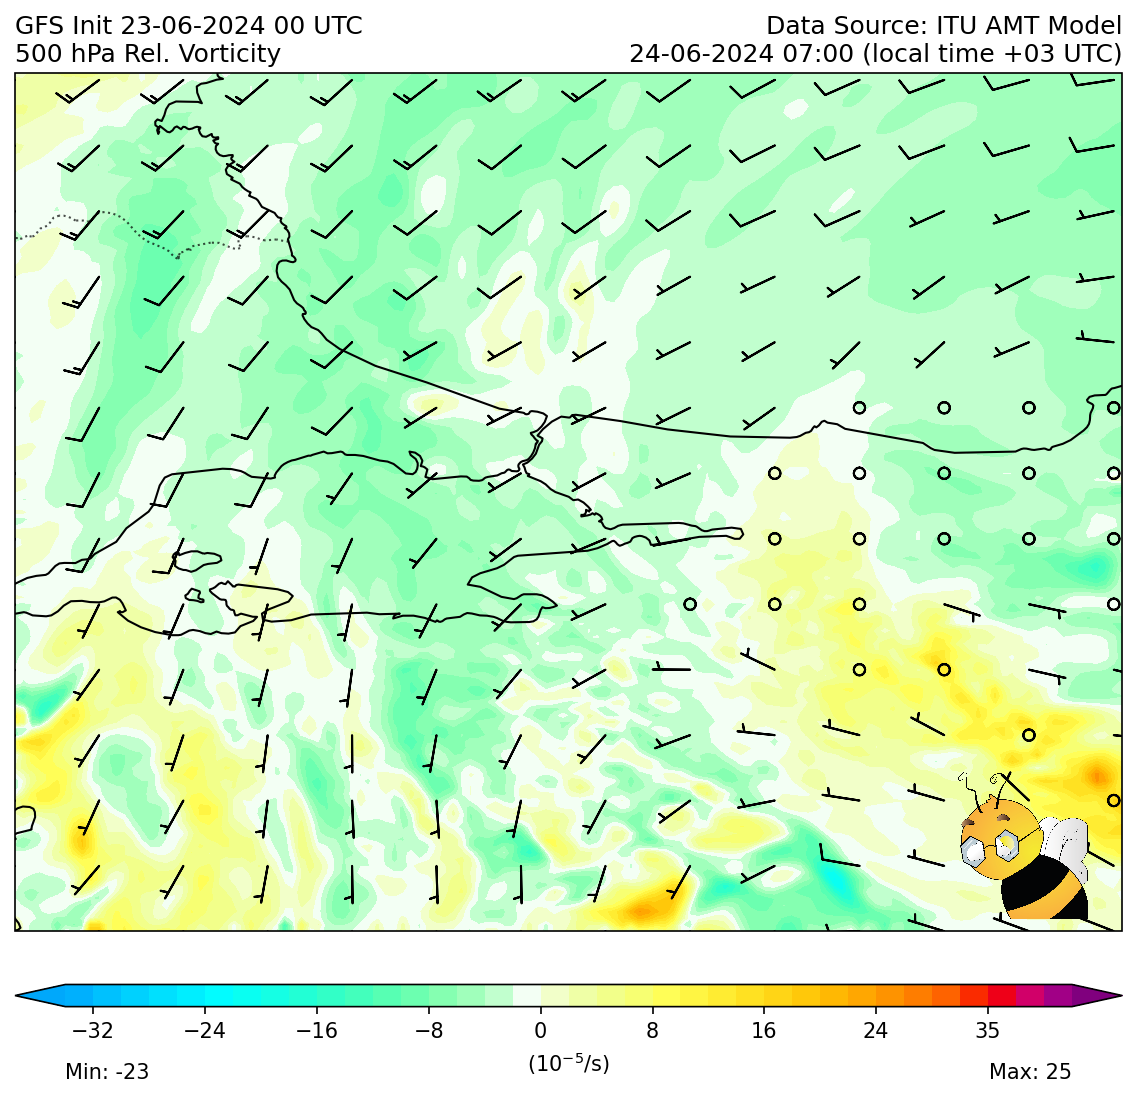 GFS Init 23-06-2024 00 UTC
Data Source: ITU AMT Model
500 hPa Rel. Vorticity
24-06-2024 07:00 (local time +03 UTC)
−32 −24 −16 −8 0 8 16 24 35
(10⁻⁵/s)
Min: -23
Max: 25